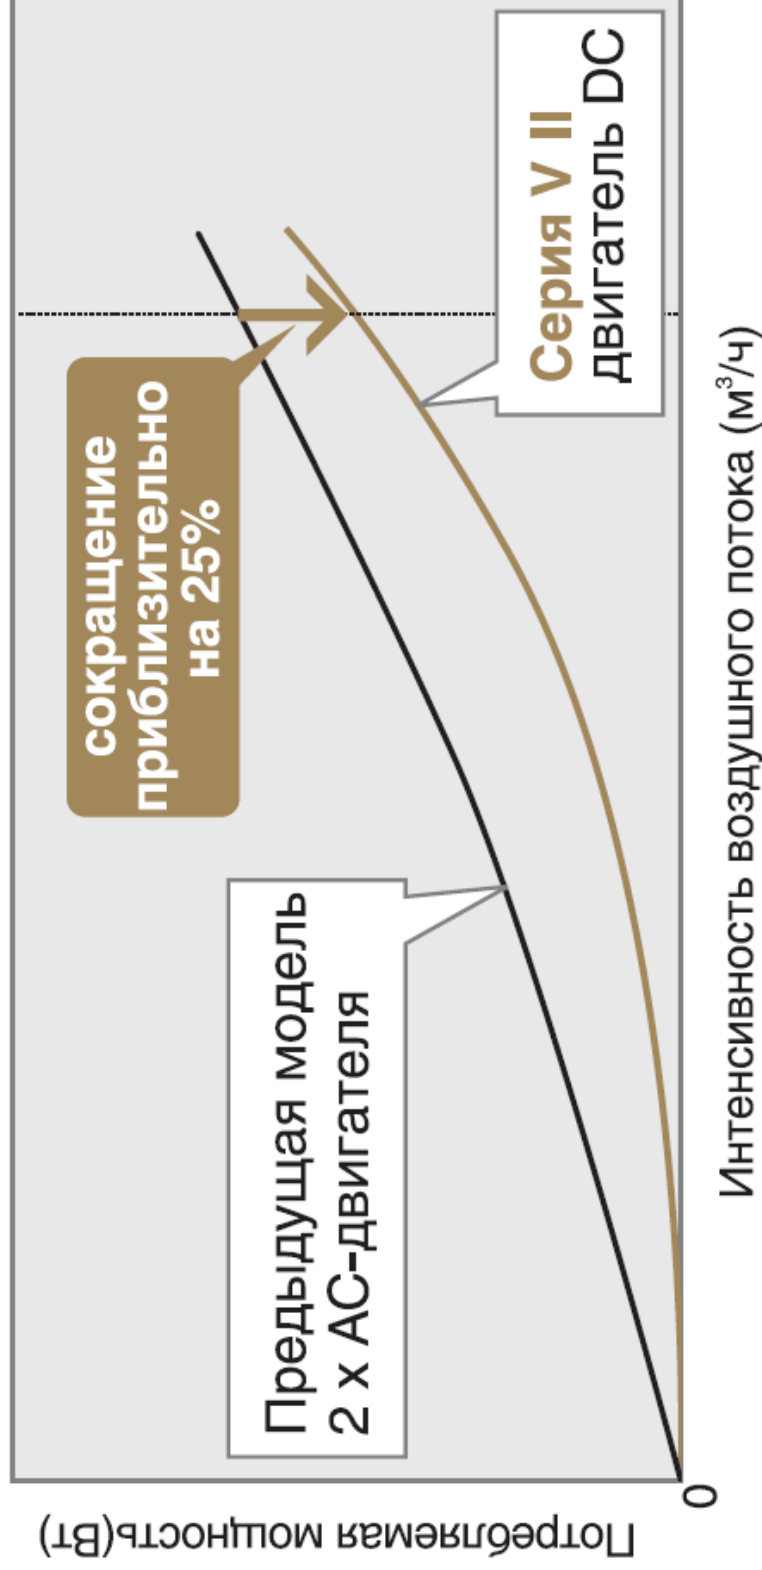 Потребляемая мощность(Вт)
сокращение
приблизительно
на 25%
Предыдущая модель
2 х АС-двигателя
Серия V II
двигатель DC
0
Интенсивность воздушного потока (м³/ч)